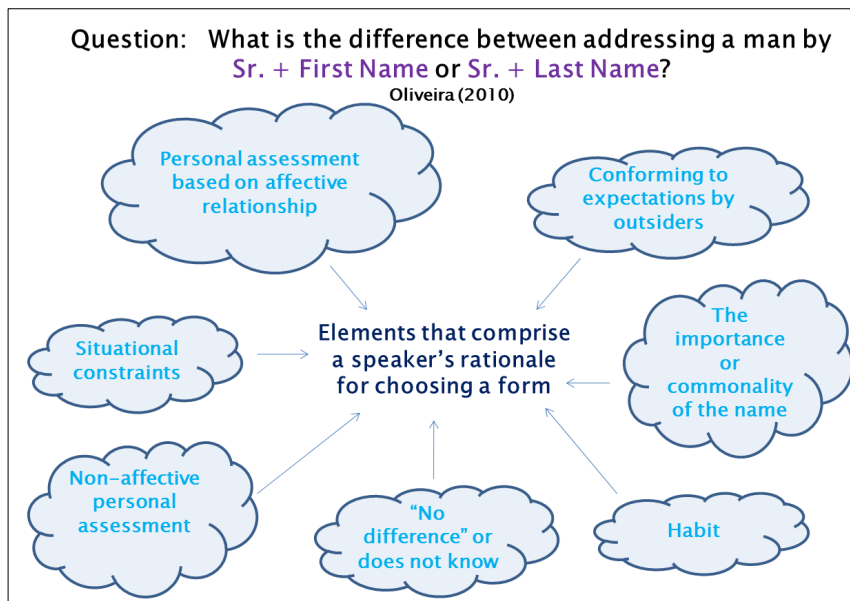 Question: What is the difference between addressing a man by
Sr. + First Name or Sr. + Last Name?
Oliveira (2010)
Personal assessment
based on affective
relationship
Conforming to
expectations by
outsiders
Situational
constraints
Elements that comprise
a speaker's rationale
for choosing a form
The
importance
or
commonality
of the name
Non-affective
personal
assessment
"No
difference" or
does not know
Habit